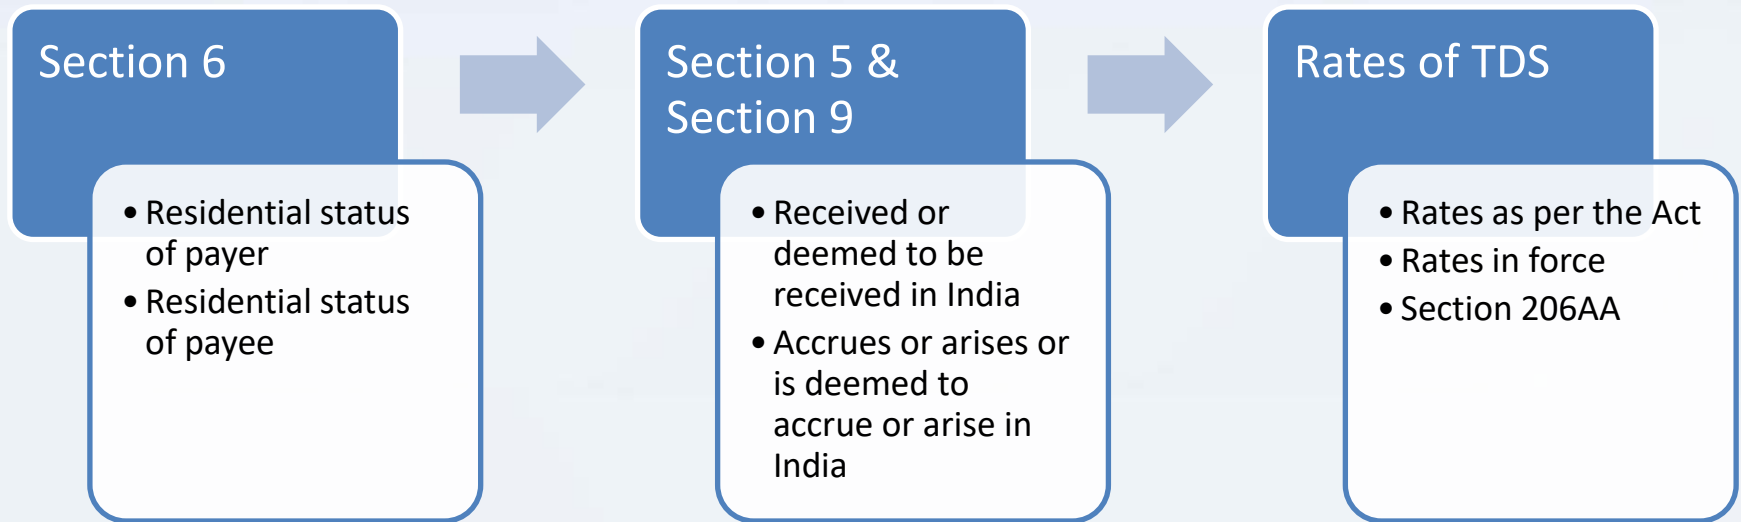 Section 6
• Residential status
of payer
• Residential status
of payee
Section 5 &
Section 9
• Received or
deemed to be
received in India
• Accrues or arises or
is deemed to
accrue or arise in
India
Rates of TDS
• Rates as per the Act
• Rates in force
• Section 206AA